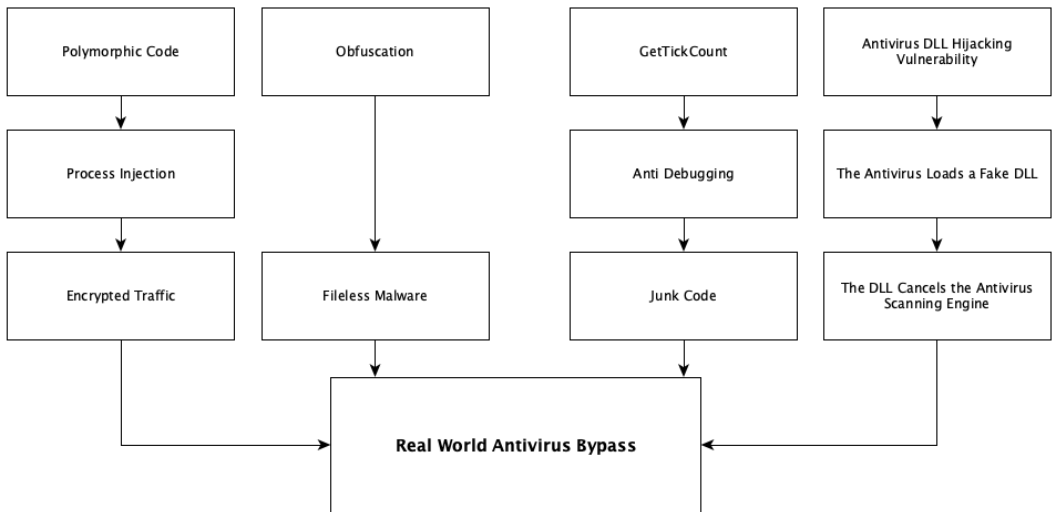 Polymorphic Code
Obfuscation
GetTickCount
Antivirus DLL Hijacking
Vulnerability
Process Injection
Anti Debugging
The Antivirus Loads a Fake DLL
Encrypted Traffic
Fileless Malware
Junk Code
The DLL Cancels the Antivirus
Scanning Engine
Real World Antivirus Bypass